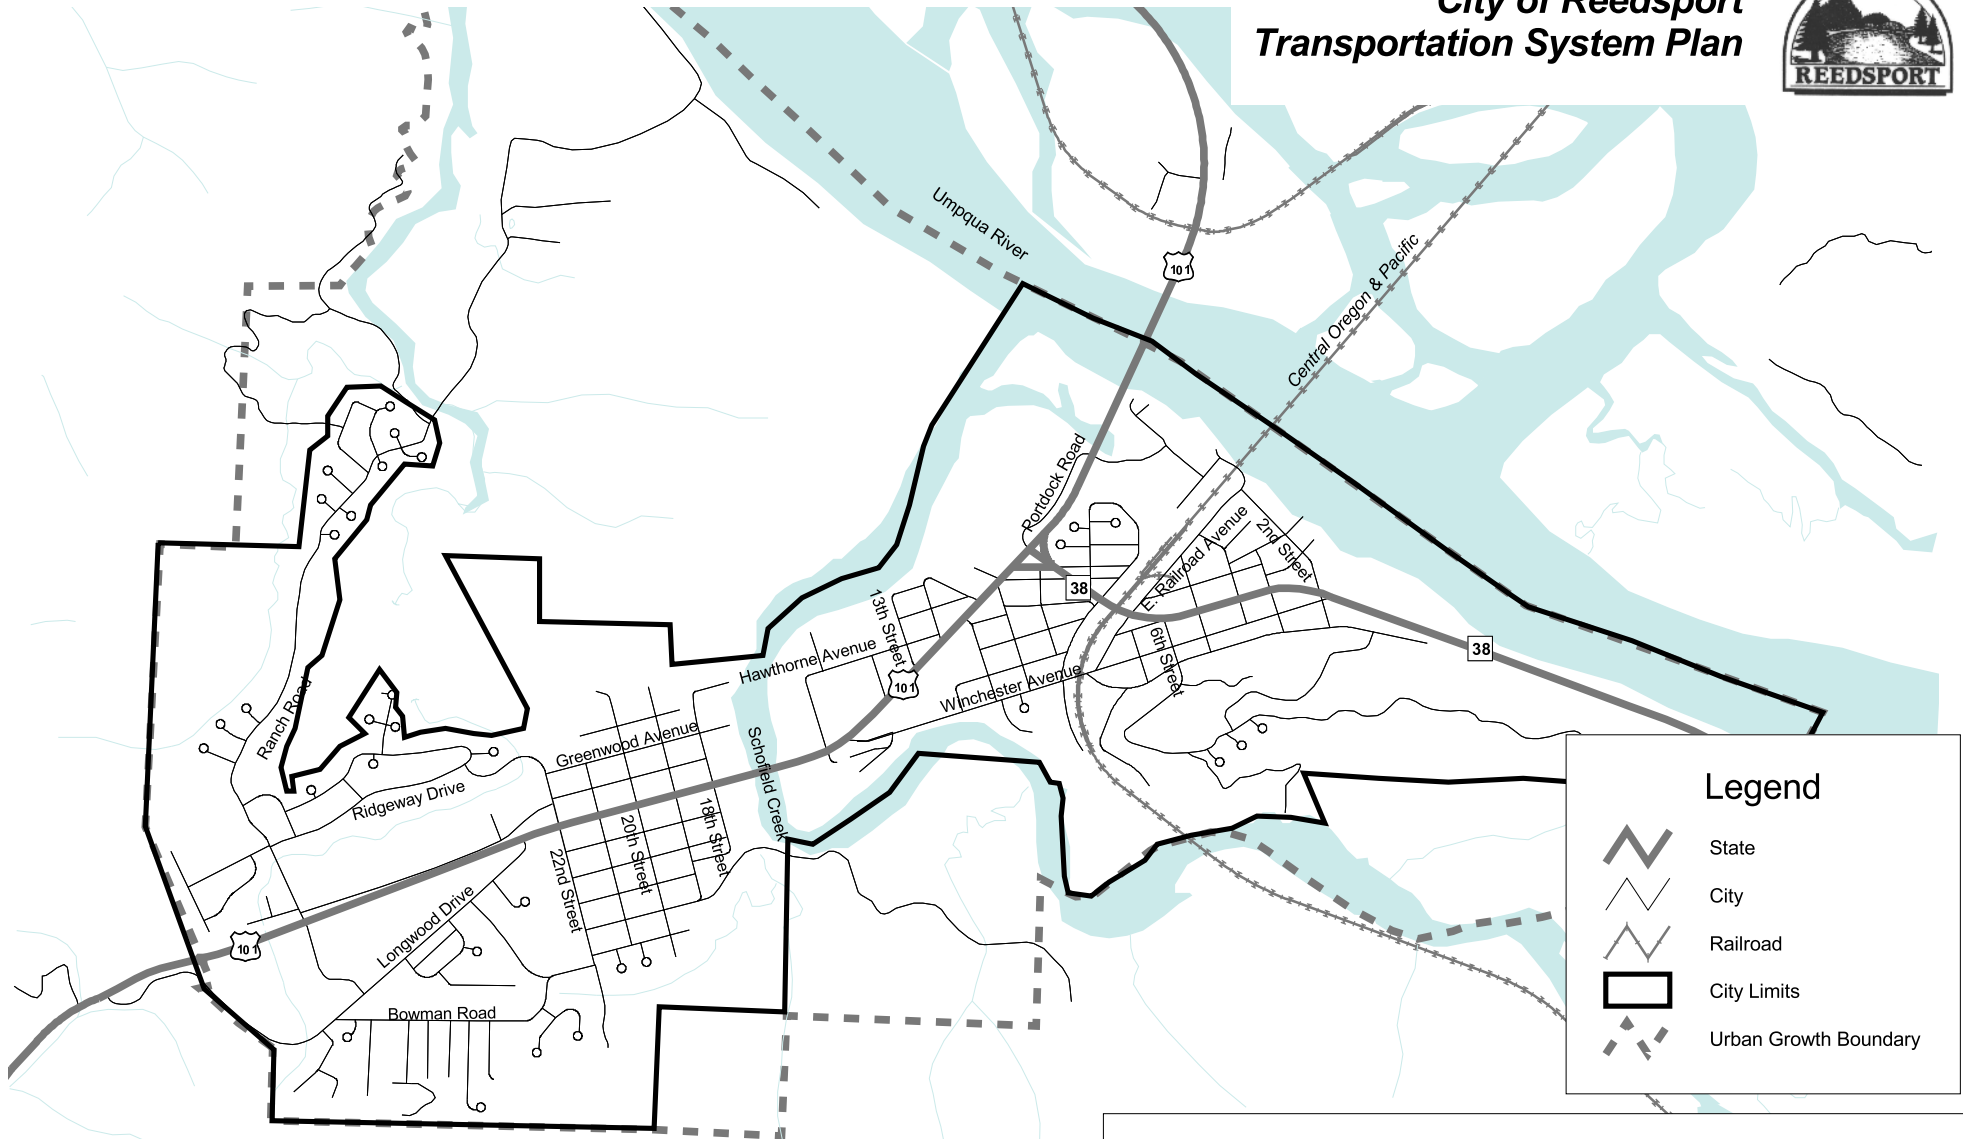 City of Reedsport
Transportation System Plan
REEDSPORT
Umpqua River
101
Central Oregon & Pacific
Portdock Road
2nd Street
E. Railroad Avenue
38
13th Street
6th Street
38
Hawthorne Avenue
101
Winchester Avenue
Ranch Road
Greenwood Avenue
Schofield Creek
Ridgeway Drive
18th Street
20th Street
22nd Street
Longwood Drive
101
Bowman Road
Legend
State
City
Railroad
City Limits
Urban Growth Boundary